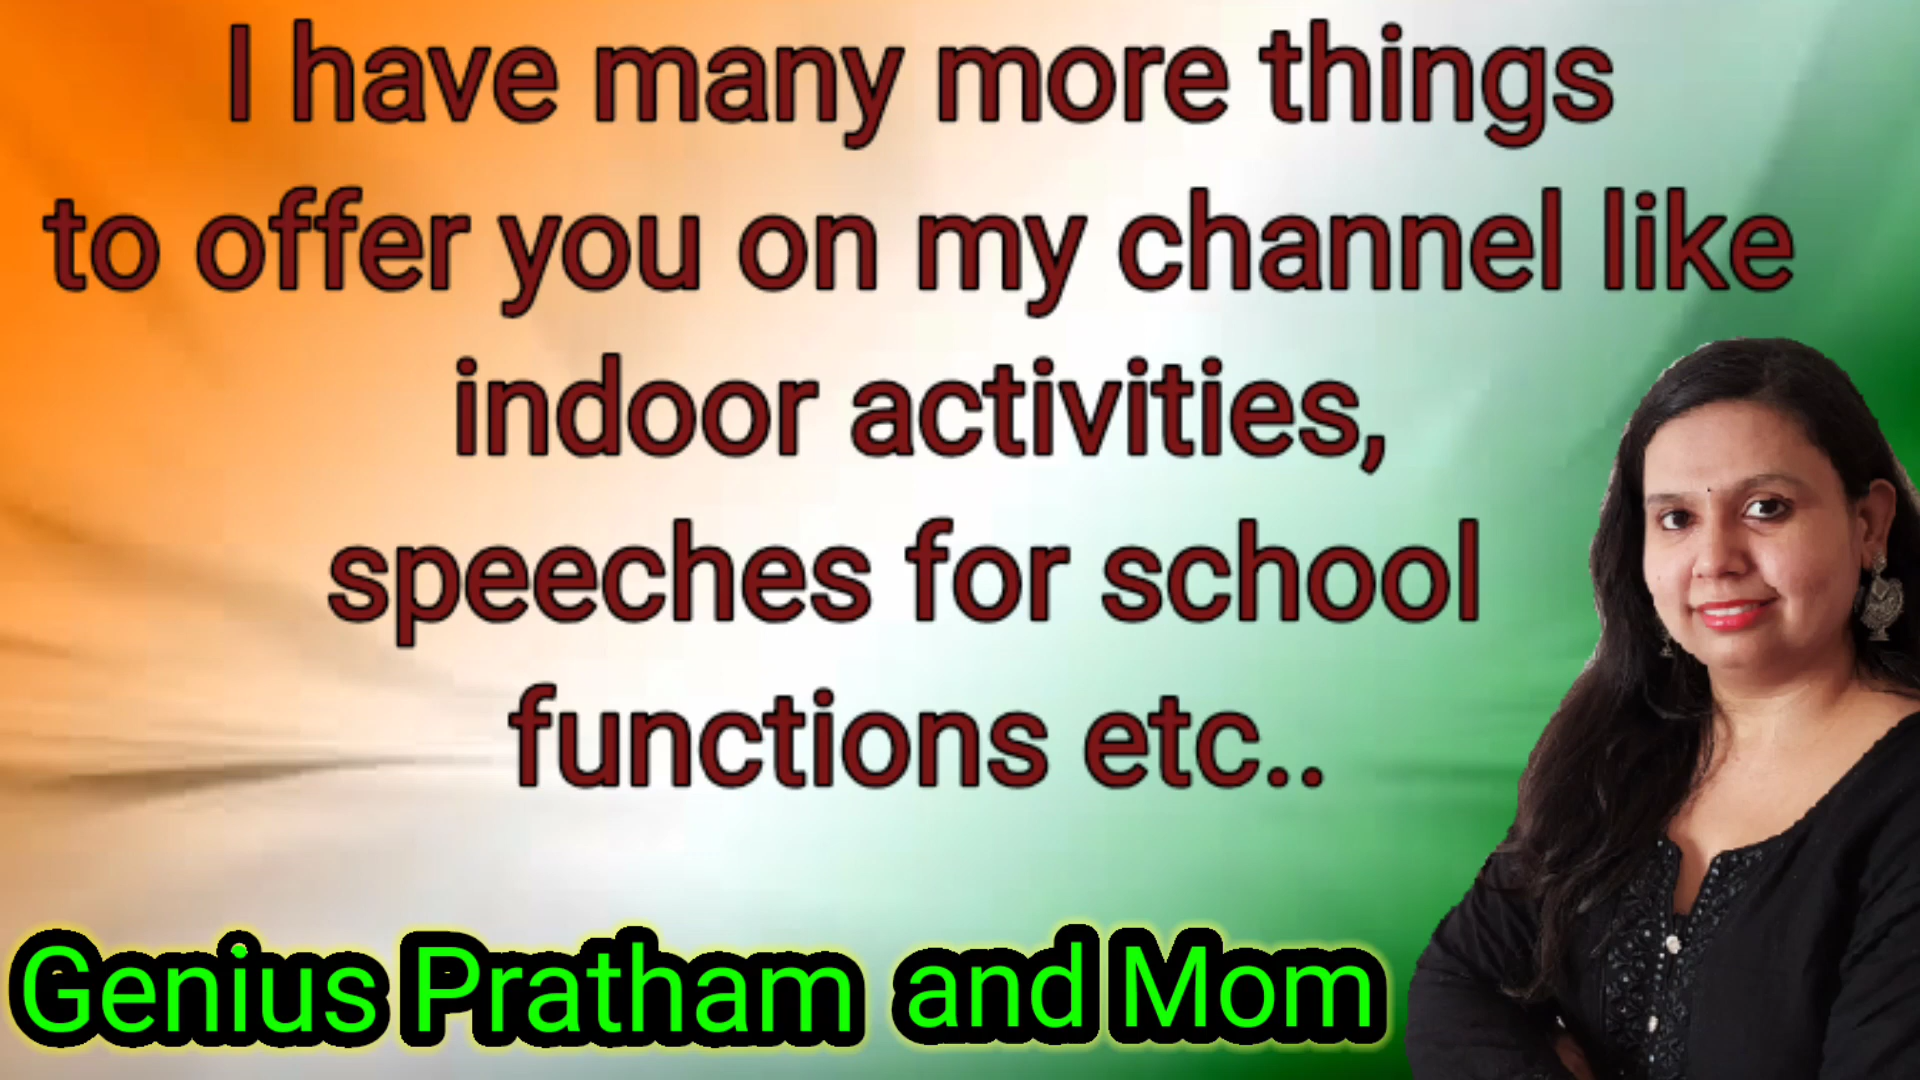 I have many more things
to offer you on my channel like
indoor activities,
speeches for school
functions etc..
Genius Pratham and Mom